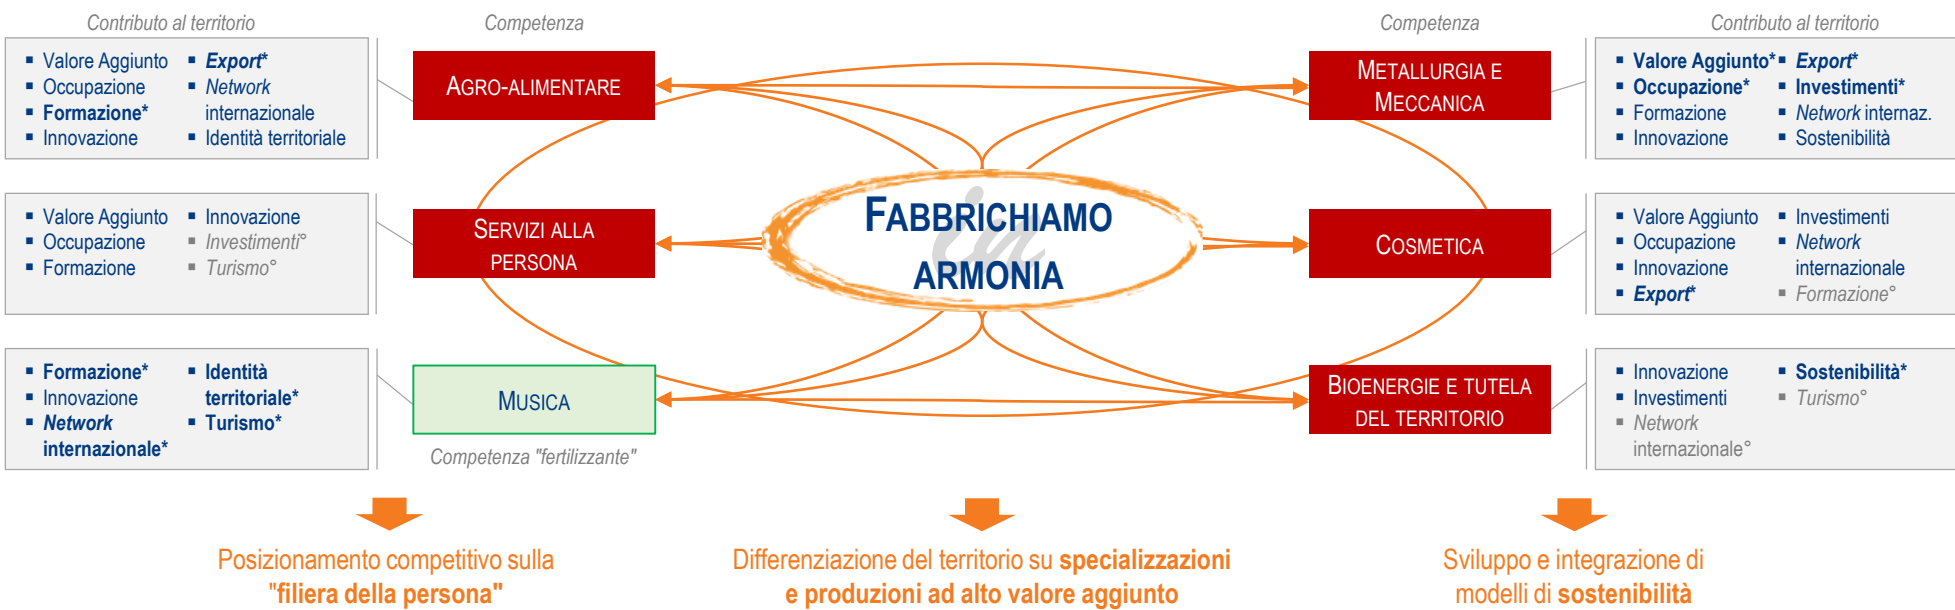 Contributo al territorio
Competenza
Competenza
Contributo al territorio
▪ Valore Aggiunto
▪ Occupazione
▪ Formazione*
▪ Innovazione
▪ Export*
▪ Network
internazionale
▪ Identità territoriale
AGRO-ALIMENTARE
METALLURGIA E
MECCANICA
▪ Valore Aggiunto*
▪ Occupazione*
▪ Formazione
▪ Innovazione
▪ Export*
▪ Investimenti*
▪ Network internaz.
▪ Sostenibilità
▪ Valore Aggiunto
▪ Occupazione
▪ Formazione
▪ Innovazione
▪ Investimenti°
▪ Turismo°
SERVIZI ALLA
PERSONA
FABBRICHIAMO
in
ARMONIA
COSMETICA
▪ Valore Aggiunto
▪ Occupazione
▪ Innovazione
▪ Export*
▪ Investimenti
▪ Network
internazionale
▪ Formazione°
▪ Formazione*
▪ Innovazione
▪ Network
internazionale*
▪ Identità
territoriale*
▪ Turismo*
MUSICA
Competenza "fertilizzante"
BIOENERGIE E TUTELA
DEL TERRITORIO
▪ Innovazione
▪ Investimenti
▪ Network
internazionale°
▪ Sostenibilità*
▪ Turismo°
Posizionamento competitivo sulla
"filiera della persona"
Differenziazione del territorio su specializzazioni
e produzioni ad alto valore aggiunto
Sviluppo e integrazione di
modelli di sostenibilità